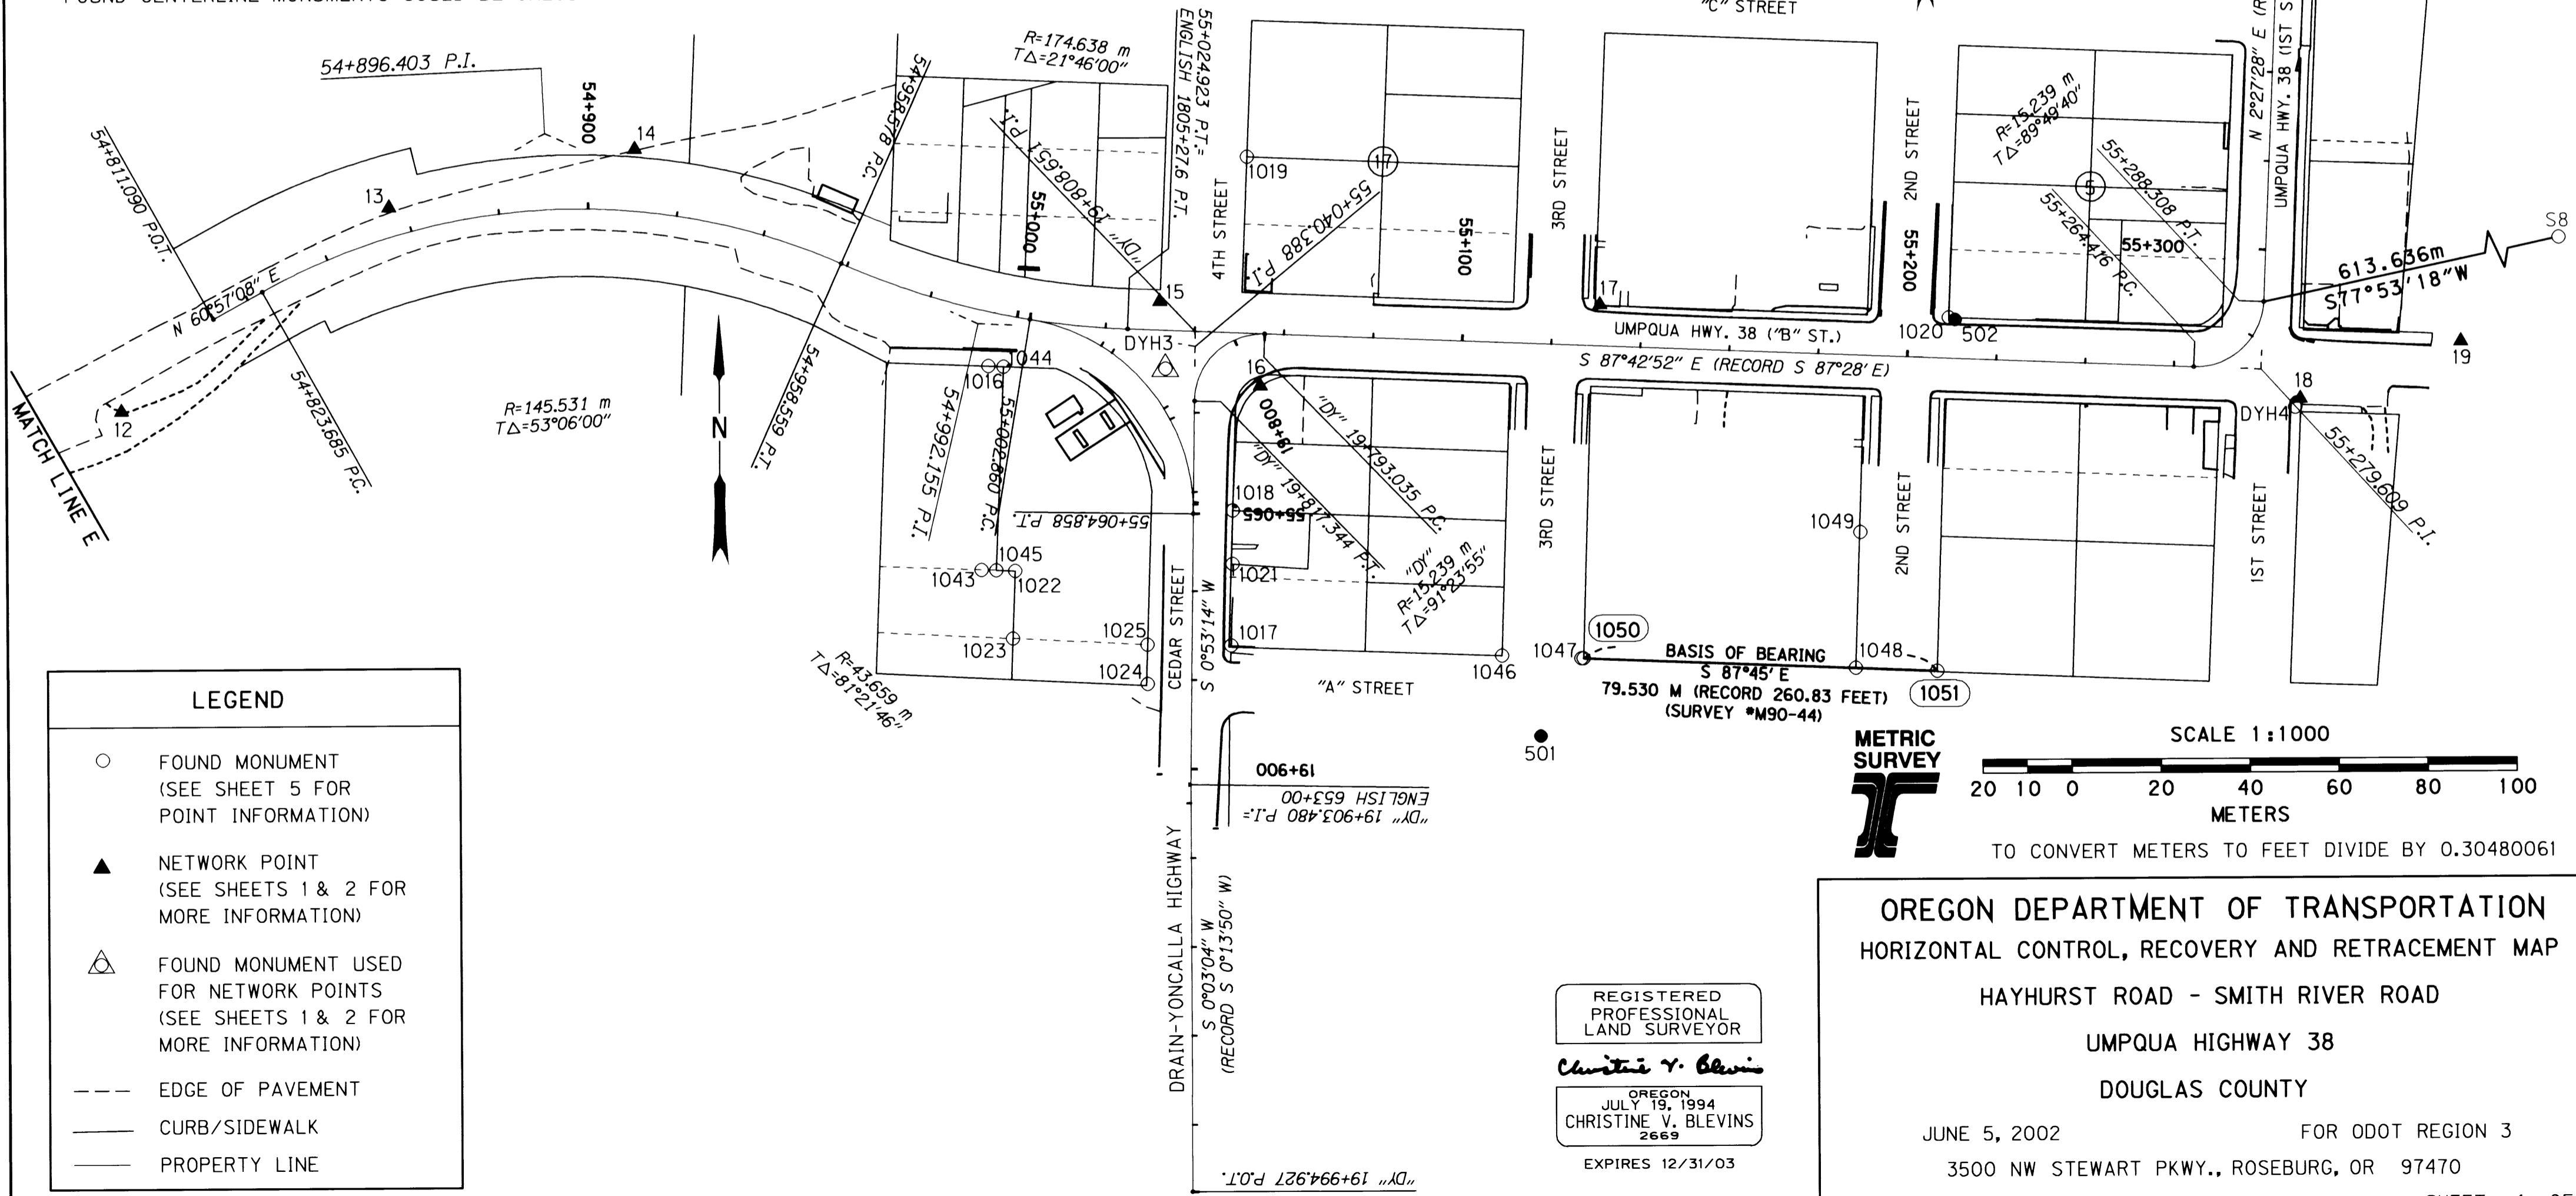 "C" STREET
54+896.403 P.I.
54+900
54+811.090 P.O.T.
13
14
N 60°57'08" E
MATCH LINE E
12
54+823.685 P.C.
R=145.531 m
T∆=53°06'00"
54+958.578 P.C.
54+958.559 P.T.
R=174.638 m
T∆=21°46'00"
"DY" 19+808.651 P.I.
55+000
55+024.923 P.T.=
ENGLISH 1805+27.6 P.T.
4TH STREET
15
DYH3
1019
17
55+040.388 P.I.
55+100
3RD STREET
17
UMPQUA HWY. 38 ("B" ST.)
S 87°42'52" E (RECORD S 87°28' E)
2ND STREET
55+200
1020
502
R=15.239 m
T∆=89°49'40"
5
55+288.308 P.T.
55+264.416 P.C.
55+300
N 2°27'28" E
UMPQUA HWY. 38 (1ST
613.636m
S77°53'18"W
S8
19
18
DYH4
55+279.609 P.I.
1016
1044
54+992.155 P.I.
55+002.860 P.C.
55+064.858 P.T.
N
16
19+800
"DY" 19+793.035 P.C.
"DY" 19+817.344 P.T.
"DY"
R=15.239 m
T∆=91°23'55"
1018
55+065
1021
1017
1043
1045
1022
1023
1025
1024
R=43.659 m
T∆=81°21'46"
CEDAR STREET
S 0°53'14" W
"A" STREET
1046
3RD STREET
1047
1050
BASIS OF BEARING
S 87°45' E
79.530 M (RECORD 260.83 FEET)
(SURVEY #M90-44)
1048
1049
1051
2ND STREET
1ST STREET
501
19+900
"DY" 19+903.480 P.I.=
ENGLISH 653+00
DRAIN-YONCALLA HIGHWAY
S 0°03'04" W
(RECORD S 0°13'50" W)
"DY" 19+994.927 P.O.T.
LEGEND
FOUND MONUMENT
(SEE SHEET 5 FOR
POINT INFORMATION)
NETWORK POINT
(SEE SHEETS 1 & 2 FOR
MORE INFORMATION)
FOUND MONUMENT USED
FOR NETWORK POINTS
(SEE SHEETS 1 & 2 FOR
MORE INFORMATION)
EDGE OF PAVEMENT
CURB/SIDEWALK
PROPERTY LINE
METRIC
SURVEY
SCALE 1:1000
20 10 0 20 40 60 80 100
METERS
TO CONVERT METERS TO FEET DIVIDE BY 0.30480061
REGISTERED
PROFESSIONAL
LAND SURVEYOR
Christine V. Blevins
OREGON
JULY 19, 1994
CHRISTINE V. BLEVINS
2669
EXPIRES 12/31/03
OREGON DEPARTMENT OF TRANSPORTATION
HORIZONTAL CONTROL, RECOVERY AND RETRACEMENT MAP
HAYHURST ROAD - SMITH RIVER ROAD
UMPQUA HIGHWAY 38
DOUGLAS COUNTY
JUNE 5, 2002 FOR ODOT REGION 3
3500 NW STEWART PKWY., ROSEBURG, OR 97470